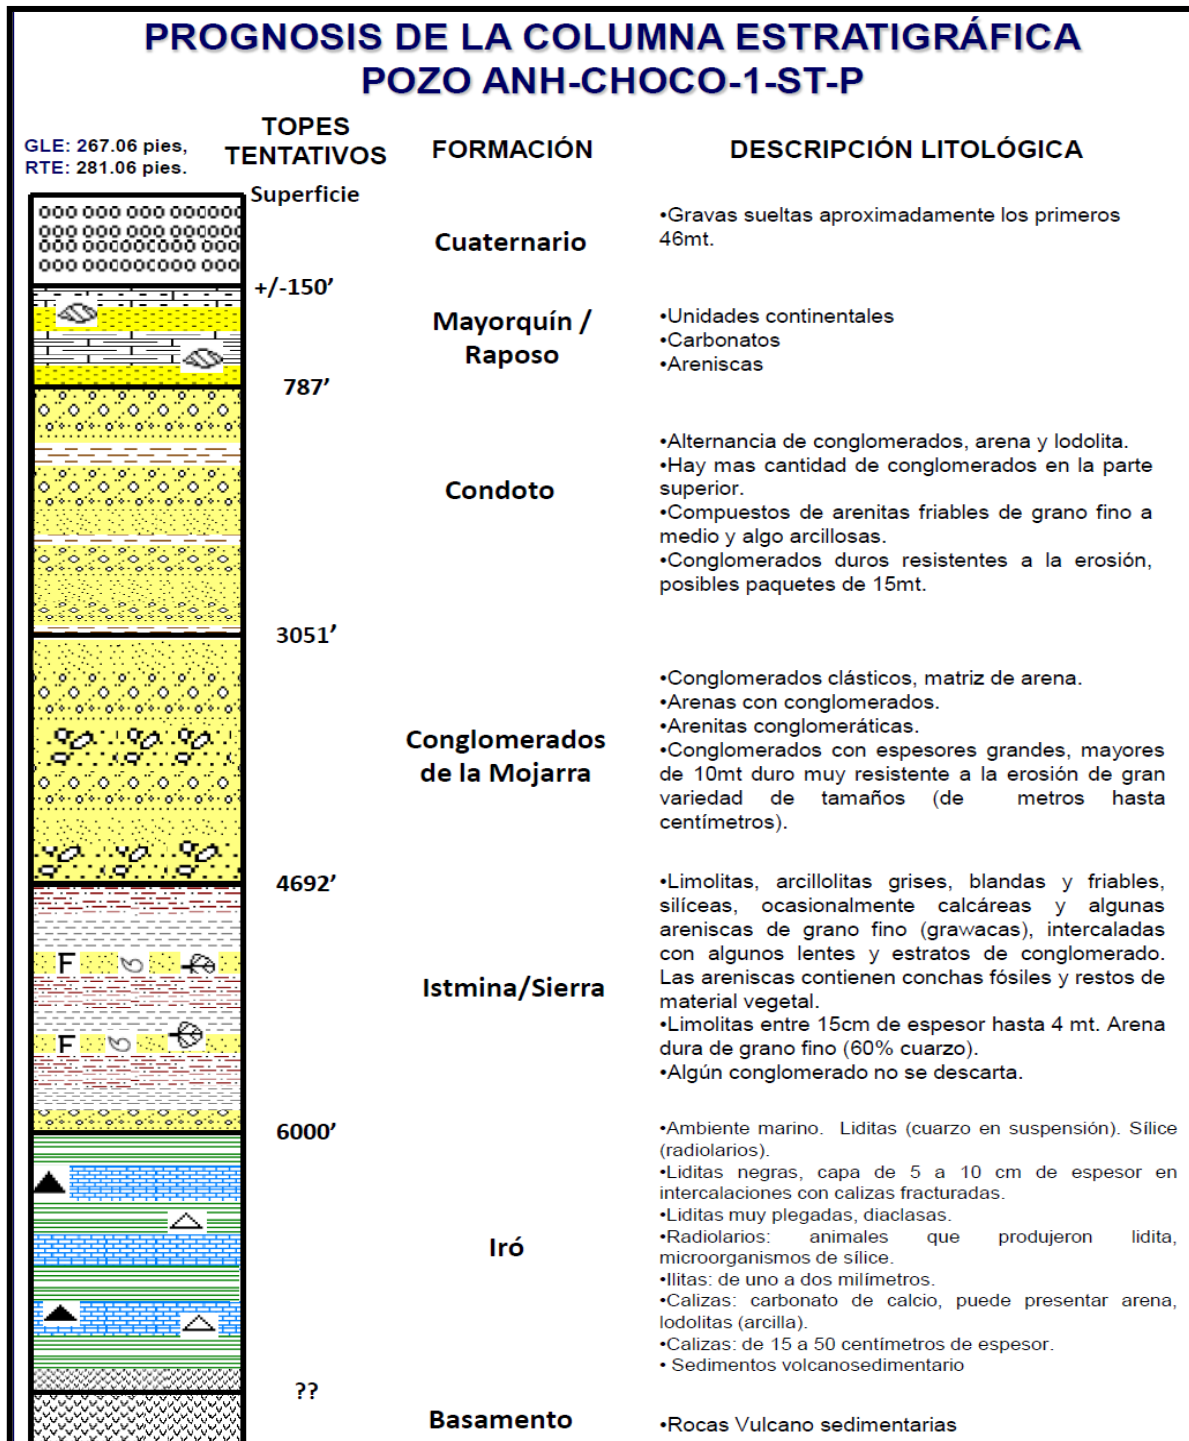 PROGNOSIS DE LA COLUMNA ESTRATIGRÁFICA
POZO ANH-CHOCO-1-ST-P
GLE: 267.06 pies,
RTE: 281.06 pies.
TOPES
TENTATIVOS
FORMACIÓN
DESCRIPCIÓN LITOLÓGICA
Superficie
Cuaternario
•Gravas sueltas aproximadamente los primeros
46mt.
+/-150’
Mayorquín /
Raposo
•Unidades continentales
•Carbonatos
•Areniscas
787’
Condoto
•Alternancia de conglomerados, arena y lodolita.
•Hay mas cantidad de conglomerados en la parte
superior.
•Compuestos de arenitas friables de grano fino a
medio y algo arcillosas.
•Conglomerados duros resistentes a la erosión,
posibles paquetes de 15mt.
3051’
Conglomerados
de la Mojarra
•Conglomerados clásticos, matriz de arena.
•Arenas con conglomerados.
•Arenitas conglomeráticas.
•Conglomerados con espesores grandes, mayores
de 10mt duro muy resistente a la erosión de gran
variedad de tamaños (de metros hasta
centímetros).
4692’
F
F
Istmina/Sierra
•Limolitas, arcillolitas grises, blandas y friables,
silíceas, ocasionalmente calcáreas y algunas
areniscas de grano fino (grawacas), intercaladas
con algunos lentes y estratos de conglomerado.
Las areniscas contienen conchas fósiles y restos de
material vegetal.
•Limolitas entre 15cm de espesor hasta 4 mt. Arena
dura de grano fino (60% cuarzo).
•Algún conglomerado no se descarta.
6000’
Iró
•Ambiente marino. Liditas (cuarzo en suspensión). Sílice
(radiolarios).
•Liditas negras, capa de 5 a 10 cm de espesor en
intercalaciones con calizas fracturadas.
•Liditas muy plegadas, diaclasas.
•Radiolarios: animales que produjeron lidita,
microorganismos de sílice.
•Ilitas: de uno a dos milímetros.
•Calizas: carbonato de calcio, puede presentar arena,
lodolitas (arcilla).
•Calizas: de 15 a 50 centímetros de espesor.
• Sedimentos volcanosedimentario
??
Basamento
•Rocas Vulcano sedimentarias